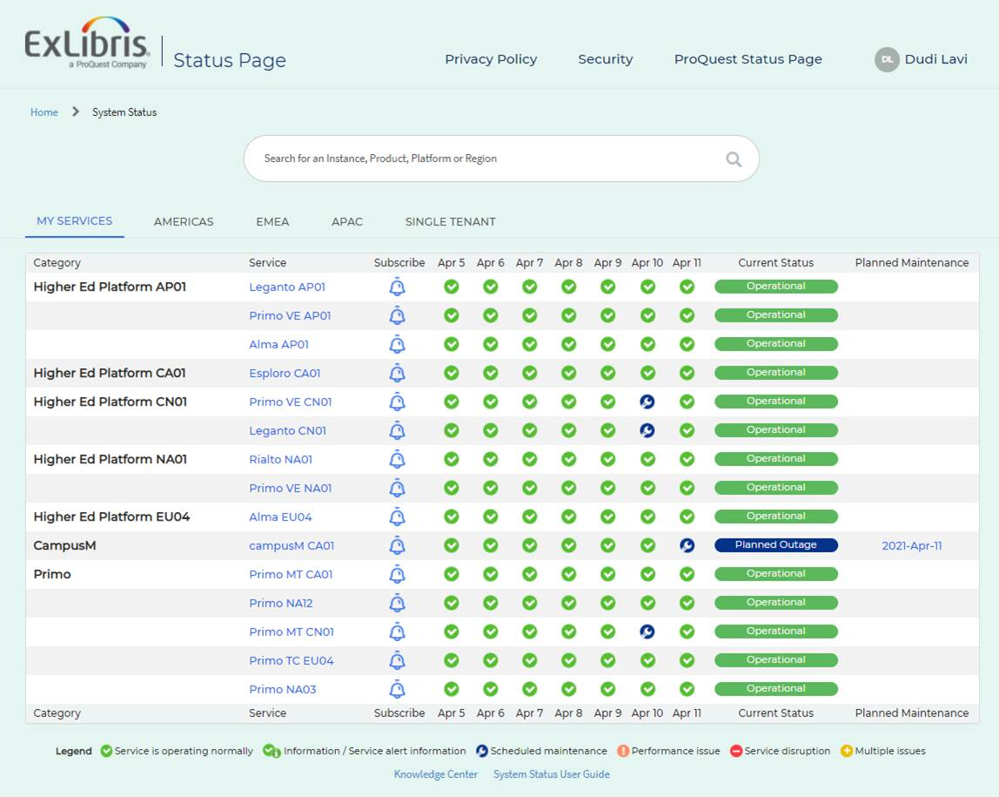 ExLibris
a ProQuest Company
Status Page
Privacy Policy Security ProQuest Status Page DL Dudi Lavi
Home System Status
Search for an Instance, Product, Platform or Region
MY SERVICES AMERICAS EMEA APAC SINGLE TENANT
Category Service Subscribe Apr 5 Apr 6 Apr 7 Apr 8 Apr 9 Apr 10 Apr 11 Current Status Planned Maintenance
Higher Ed Platform AP01 Leganto AP01 Operational
Primo VE AP01 Operational
Alma AP01 Operational
Higher Ed Platform CA01 Esploro CA01 Operational
Higher Ed Platform CN01 Primo VE CN01 Operational
Leganto CN01 Operational
Higher Ed Platform NA01 Rialto NA01 Operational
Primo VE NA01 Operational
Higher Ed Platform EU04 Alma EU04 Operational
CampusM campusM CA01 Planned Outage 2021-Apr-11
Primo Primo MT CA01 Operational
Primo NA12 Operational
Primo MT CN01 Operational
Primo TC EU04 Operational
Primo NA03 Operational
Category Service Subscribe Apr 5 Apr 6 Apr 7 Apr 8 Apr 9 Apr 10 Apr 11 Current Status Planned Maintenance
Legend Service is operating normally Information / Service alert information Scheduled maintenance Performance issue Service disruption Multiple issues
Knowledge Center System Status User Guide